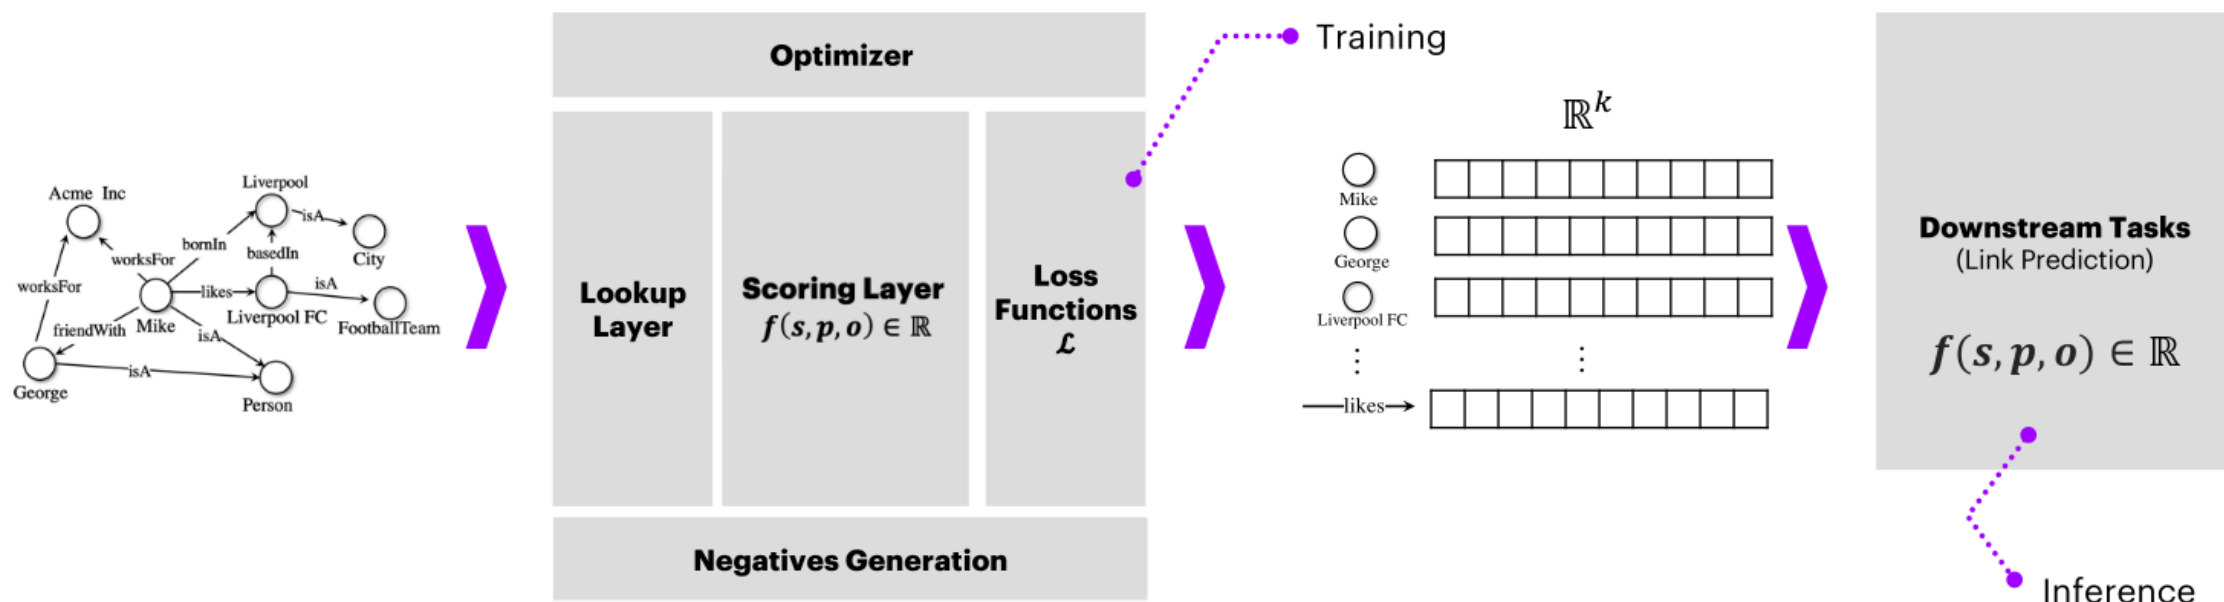 Acme Inc
Liverpool
isA
City
bornIn
basedIn
worksFor
worksFor
likes
isA
Mike
Liverpool FC
FootballTeam
friendWith
isA
isA
George
Person
Optimizer
Lookup
Layer
Scoring Layer
f(s, p, o) ∈ ℝ
Loss
Functions
ℒ
Negatives Generation
Training
ℝᵏ
Mike
George
Liverpool FC
⋮
⋮
likes
Downstream Tasks
(Link Prediction)
f(s, p, o) ∈ ℝ
Inference